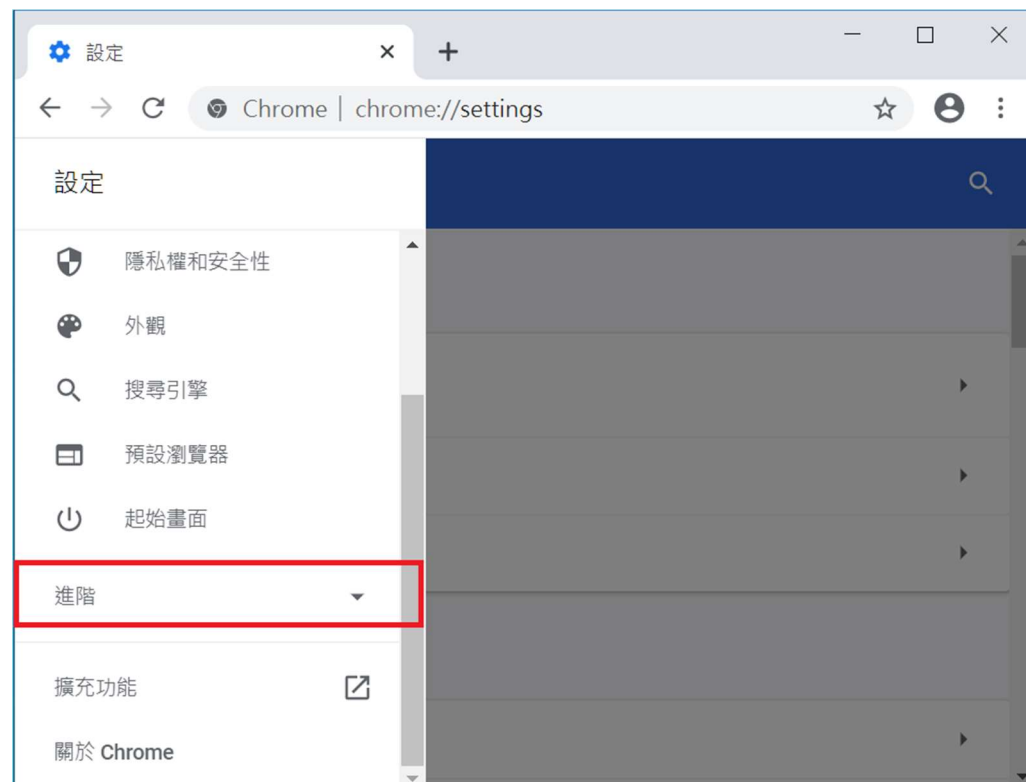 設定
Chrome | chrome://settings
設定
隱私權和安全性
外觀
搜尋引擎
預設瀏覽器
起始畫面
進階
擴充功能
關於 Chrome